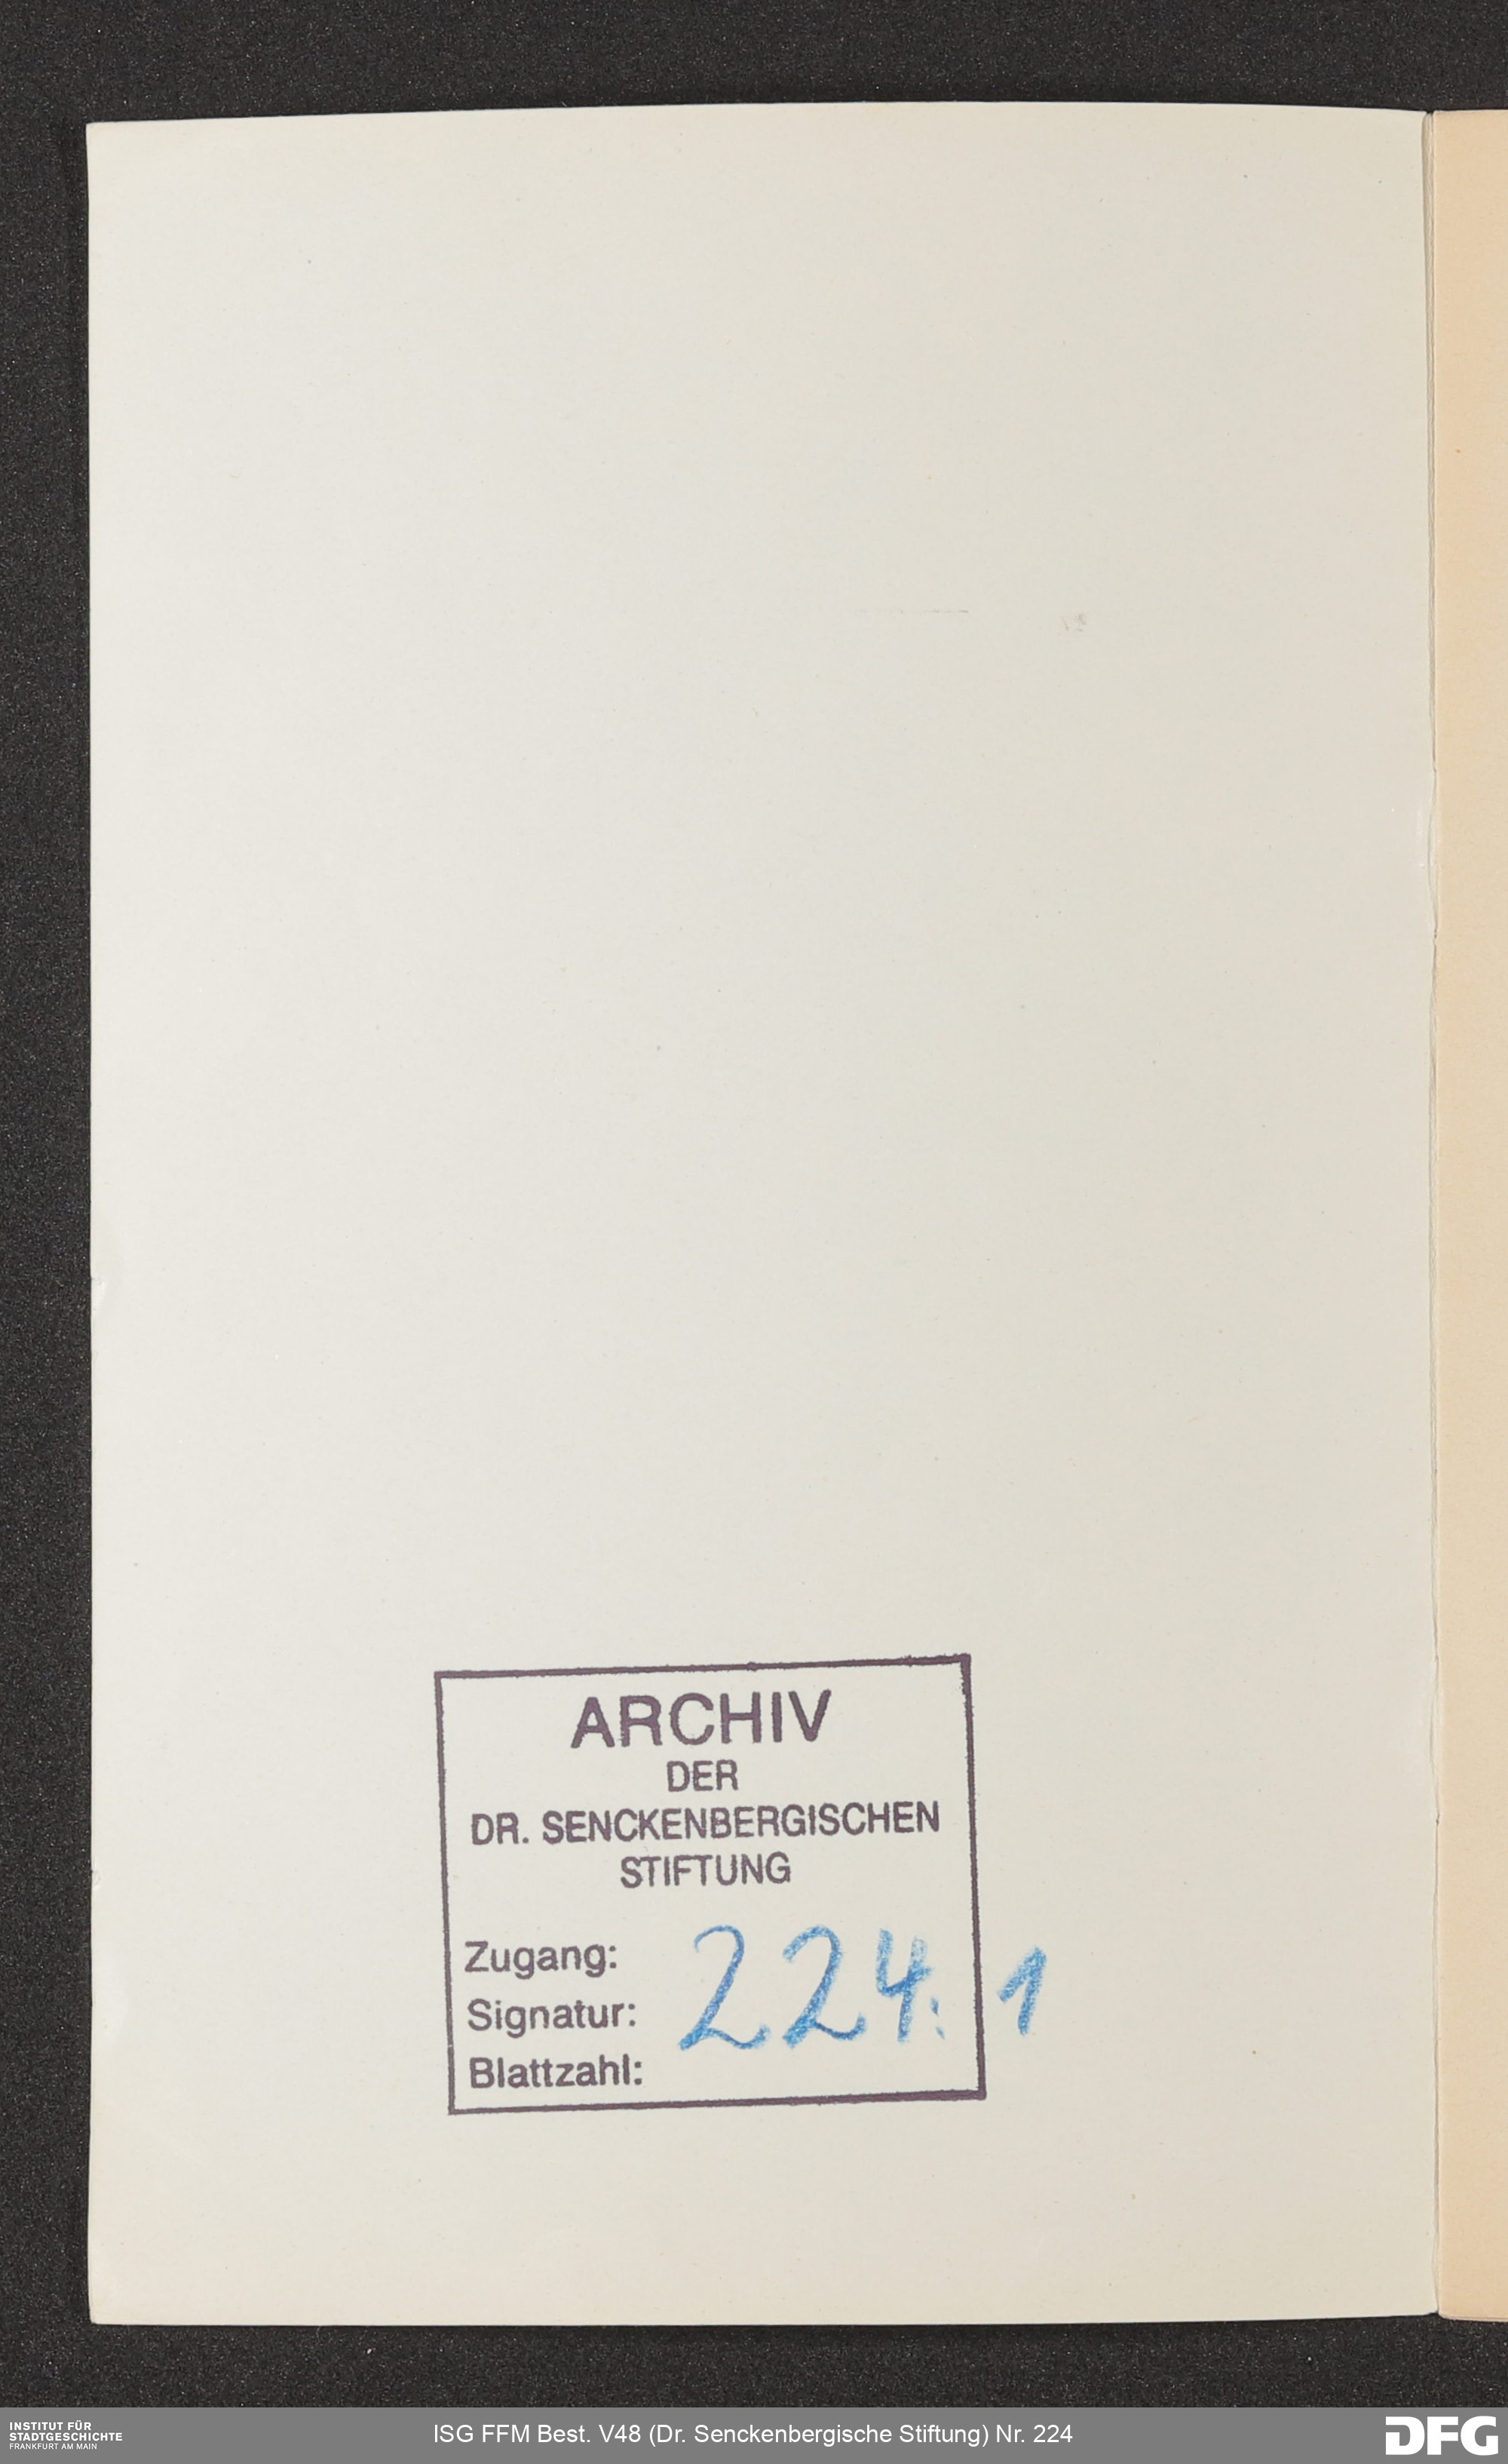 ARCHIV
DER
DR. SENCKENBERGISCHEN
STIFTUNG
Zugang:
Signatur: 224: 1
Blattzahl:
INSTITUT FÜR
STADTGESCHICHTE
FRANKFURT AM MAIN
ISG FFM Best. V48 (Dr. Senckenbergische Stiftung) Nr. 224
DFG